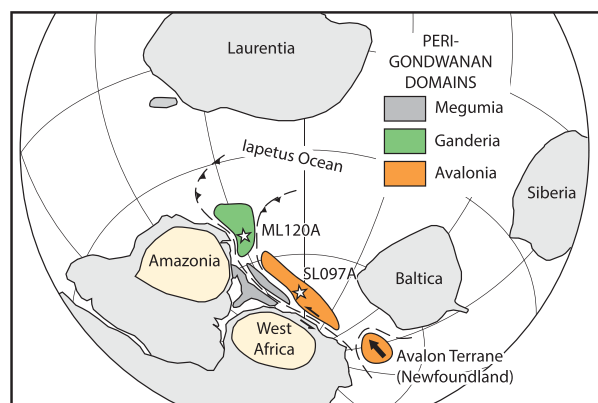 Laurentia
PERI-
GONDWANAN
DOMAINS
Megumia
Ganderia
Avalonia
Iapetus Ocean
Siberia
ML120A
Amazonia
SL097A
Baltica
West
Africa
Avalon Terrane
(Newfoundland)